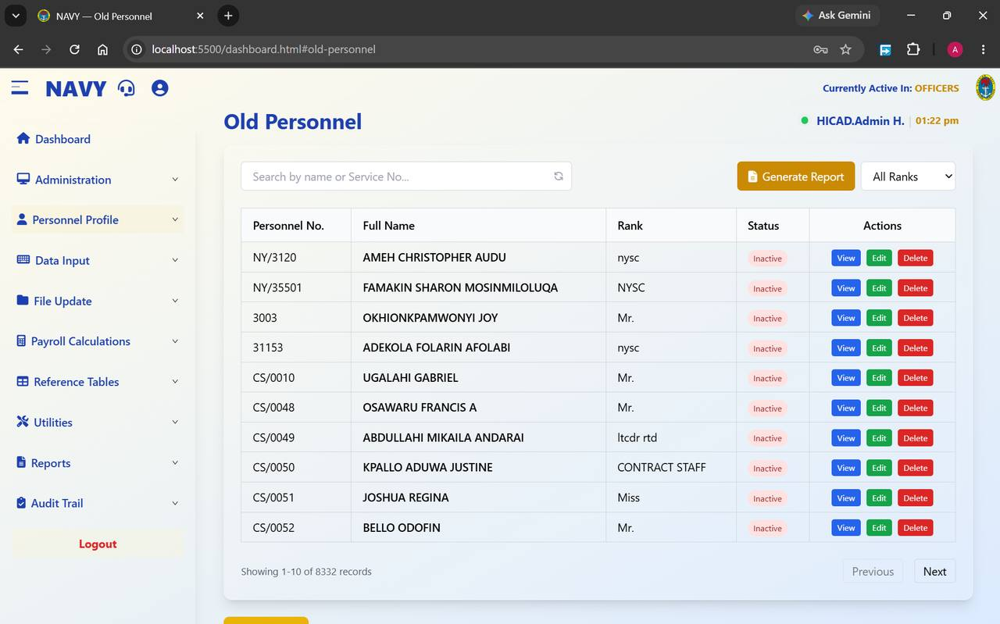 NAVY — Old Personnel
Ask Gemini
localhost:5500/dashboard.html#old-personnel
A
NAVY
Currently Active In: OFFICERS
Old Personnel
HICAD.Admin H. | 01:22 pm
Dashboard
Administration
Personnel Profile
Data Input
File Update
Payroll Calculations
Reference Tables
Utilities
Reports
Audit Trail
Logout
Search by name or Service No...
Generate Report
All Ranks
Personnel No. Full Name Rank Status Actions
NY/3120 AMEH CHRISTOPHER AUDU nysc Inactive View Edit Delete
NY/35501 FAMAKIN SHARON MOSINMILOLUQA NYSC Inactive View Edit Delete
3003 OKHIONKPAMWONYI JOY Mr. Inactive View Edit Delete
31153 ADEKOLA FOLARIN AFOLABI nysc Inactive View Edit Delete
CS/0010 UGALAHI GABRIEL Mr. Inactive View Edit Delete
CS/0048 OSAWARU FRANCIS A Mr. Inactive View Edit Delete
CS/0049 ABDULLAHI MIKAILA ANDARAI ltcdr rtd Inactive View Edit Delete
CS/0050 KPALLO ADUWA JUSTINE CONTRACT STAFF Inactive View Edit Delete
CS/0051 JOSHUA REGINA Miss Inactive View Edit Delete
CS/0052 BELLO ODOFIN Mr. Inactive View Edit Delete
Showing 1-10 of 8332 records
Previous
Next